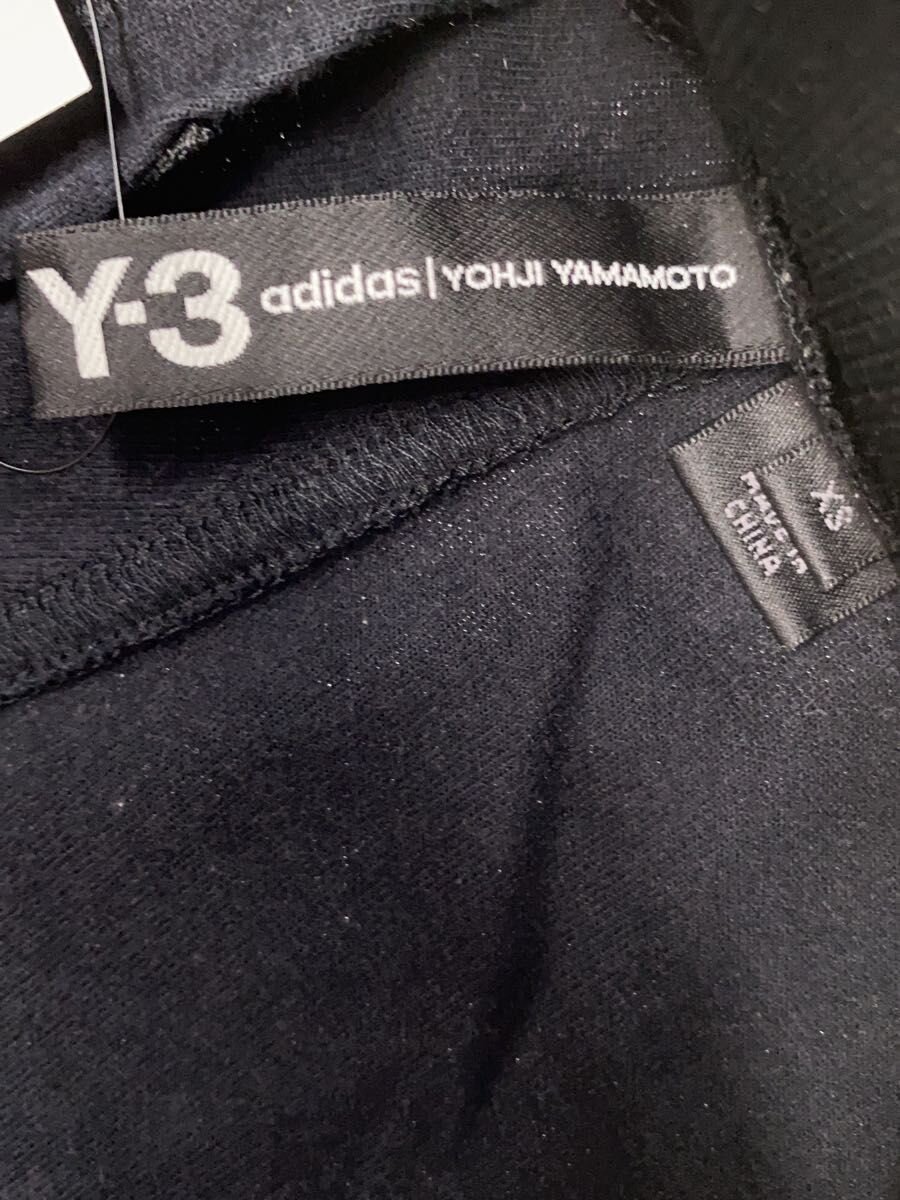 Y-3 adidas | YOHJI YAMAMOTO
XS
MADE IN
CHINA